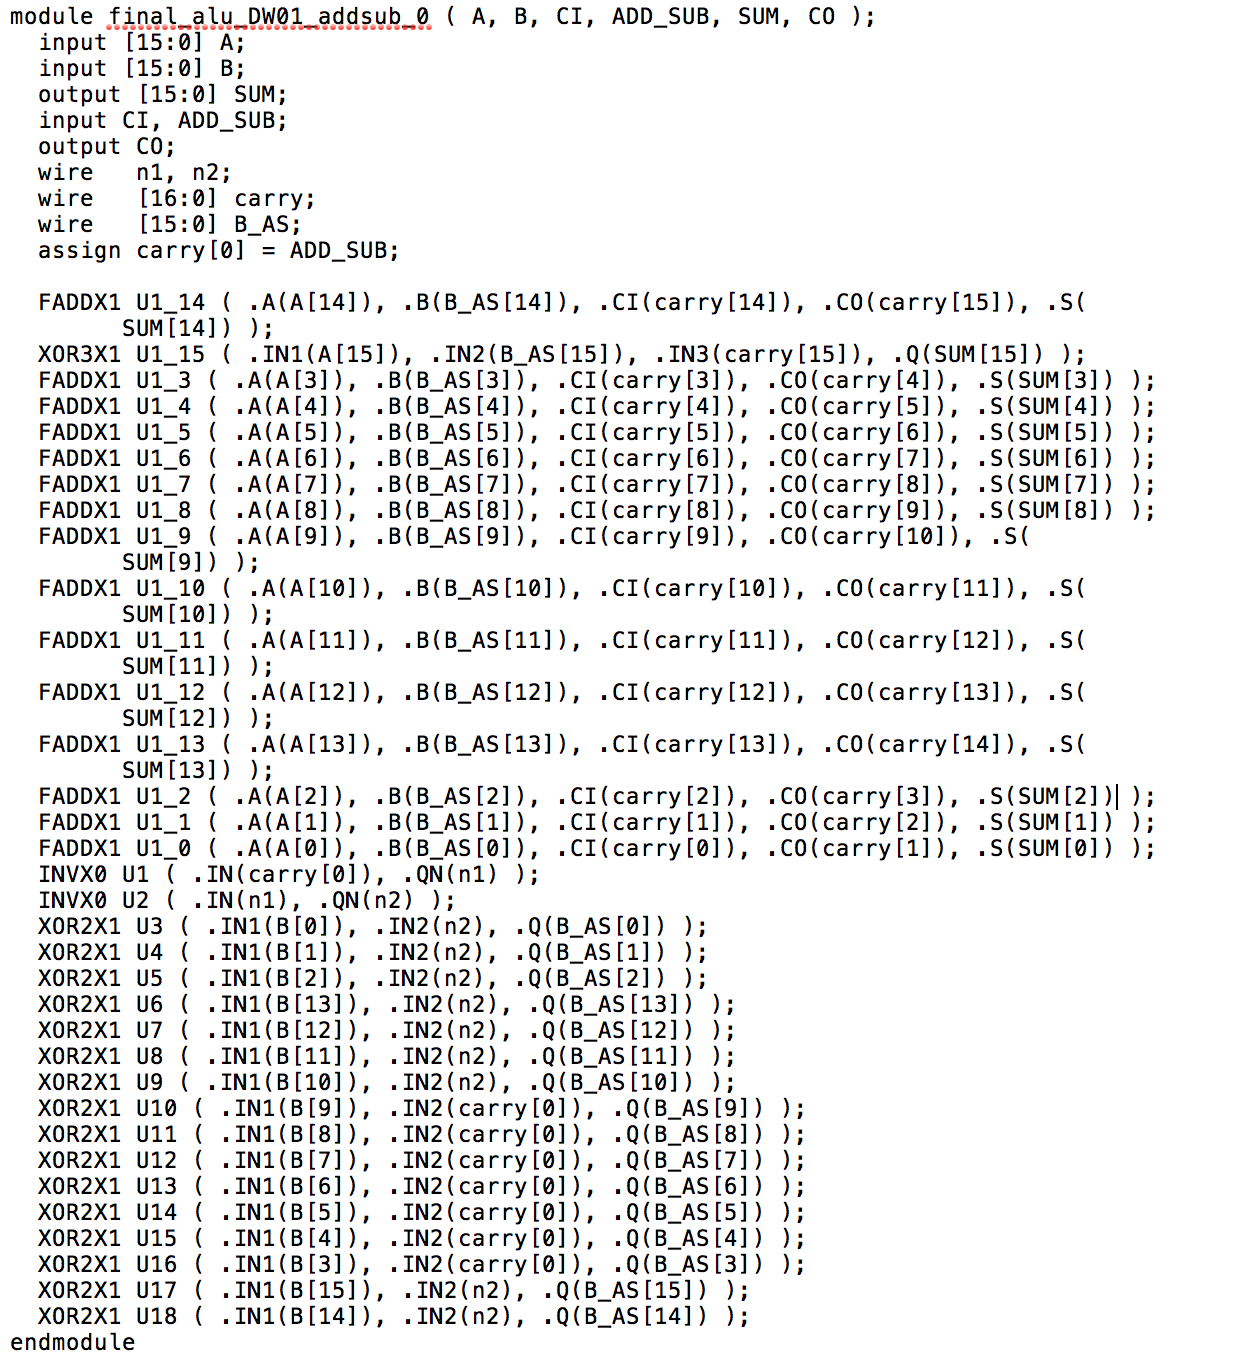 module final_alu_DW01_addsub_0 ( A, B, CI, ADD_SUB, SUM, CO );
  input [15:0] A;
  input [15:0] B;
  output [15:0] SUM;
  input CI, ADD_SUB;
  output CO;
  wire   n1, n2;
  wire   [16:0] carry;
  wire   [15:0] B_AS;
  assign carry[0] = ADD_SUB;

  FADDX1 U1_14 ( .A(A[14]), .B(B_AS[14]), .CI(carry[14]), .CO(carry[15]), .S(
        SUM[14]) );
  XOR3X1 U1_15 ( .IN1(A[15]), .IN2(B_AS[15]), .IN3(carry[15]), .Q(SUM[15]) );
  FADDX1 U1_3 ( .A(A[3]), .B(B_AS[3]), .CI(carry[3]), .CO(carry[4]), .S(SUM[3]) );
  FADDX1 U1_4 ( .A(A[4]), .B(B_AS[4]), .CI(carry[4]), .CO(carry[5]), .S(SUM[4]) );
  FADDX1 U1_5 ( .A(A[5]), .B(B_AS[5]), .CI(carry[5]), .CO(carry[6]), .S(SUM[5]) );
  FADDX1 U1_6 ( .A(A[6]), .B(B_AS[6]), .CI(carry[6]), .CO(carry[7]), .S(SUM[6]) );
  FADDX1 U1_7 ( .A(A[7]), .B(B_AS[7]), .CI(carry[7]), .CO(carry[8]), .S(SUM[7]) );
  FADDX1 U1_8 ( .A(A[8]), .B(B_AS[8]), .CI(carry[8]), .CO(carry[9]), .S(SUM[8]) );
  FADDX1 U1_9 ( .A(A[9]), .B(B_AS[9]), .CI(carry[9]), .CO(carry[10]), .S(
        SUM[9]) );
  FADDX1 U1_10 ( .A(A[10]), .B(B_AS[10]), .CI(carry[10]), .CO(carry[11]), .S(
        SUM[10]) );
  FADDX1 U1_11 ( .A(A[11]), .B(B_AS[11]), .CI(carry[11]), .CO(carry[12]), .S(
        SUM[11]) );
  FADDX1 U1_12 ( .A(A[12]), .B(B_AS[12]), .CI(carry[12]), .CO(carry[13]), .S(
        SUM[12]) );
  FADDX1 U1_13 ( .A(A[13]), .B(B_AS[13]), .CI(carry[13]), .CO(carry[14]), .S(
        SUM[13]) );
  FADDX1 U1_2 ( .A(A[2]), .B(B_AS[2]), .CI(carry[2]), .CO(carry[3]), .S(SUM[2]) );
  FADDX1 U1_1 ( .A(A[1]), .B(B_AS[1]), .CI(carry[1]), .CO(carry[2]), .S(SUM[1]) );
  FADDX1 U1_0 ( .A(A[0]), .B(B_AS[0]), .CI(carry[0]), .CO(carry[1]), .S(SUM[0]) );
  INVX0 U1 ( .IN(carry[0]), .QN(n1) );
  INVX0 U2 ( .IN(n1), .QN(n2) );
  XOR2X1 U3 ( .IN1(B[0]), .IN2(n2), .Q(B_AS[0]) );
  XOR2X1 U4 ( .IN1(B[1]), .IN2(n2), .Q(B_AS[1]) );
  XOR2X1 U5 ( .IN1(B[2]), .IN2(n2), .Q(B_AS[2]) );
  XOR2X1 U6 ( .IN1(B[13]), .IN2(n2), .Q(B_AS[13]) );
  XOR2X1 U7 ( .IN1(B[12]), .IN2(n2), .Q(B_AS[12]) );
  XOR2X1 U8 ( .IN1(B[11]), .IN2(n2), .Q(B_AS[11]) );
  XOR2X1 U9 ( .IN1(B[10]), .IN2(n2), .Q(B_AS[10]) );
  XOR2X1 U10 ( .IN1(B[9]), .IN2(carry[0]), .Q(B_AS[9]) );
  XOR2X1 U11 ( .IN1(B[8]), .IN2(carry[0]), .Q(B_AS[8]) );
  XOR2X1 U12 ( .IN1(B[7]), .IN2(carry[0]), .Q(B_AS[7]) );
  XOR2X1 U13 ( .IN1(B[6]), .IN2(carry[0]), .Q(B_AS[6]) );
  XOR2X1 U14 ( .IN1(B[5]), .IN2(carry[0]), .Q(B_AS[5]) );
  XOR2X1 U15 ( .IN1(B[4]), .IN2(carry[0]), .Q(B_AS[4]) );
  XOR2X1 U16 ( .IN1(B[3]), .IN2(carry[0]), .Q(B_AS[3]) );
  XOR2X1 U17 ( .IN1(B[15]), .IN2(n2), .Q(B_AS[15]) );
  XOR2X1 U18 ( .IN1(B[14]), .IN2(n2), .Q(B_AS[14]) );
endmodule